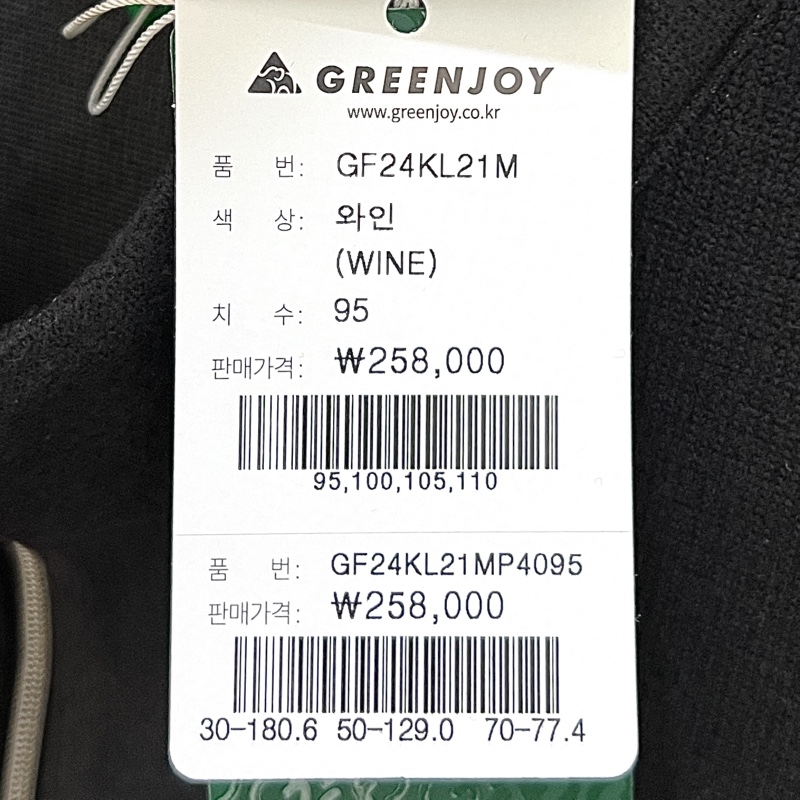 GREENJOY
www.greenjoy.co.kr
품 번: GF24KL21M
색 상: 와인
(WINE)
치 수: 95
판매가격: ₩258,000
95,100,105,110
품 번: GF24KL21MP4095
판매가격: ₩258,000
30-180.6 50-129.0 70-77.4